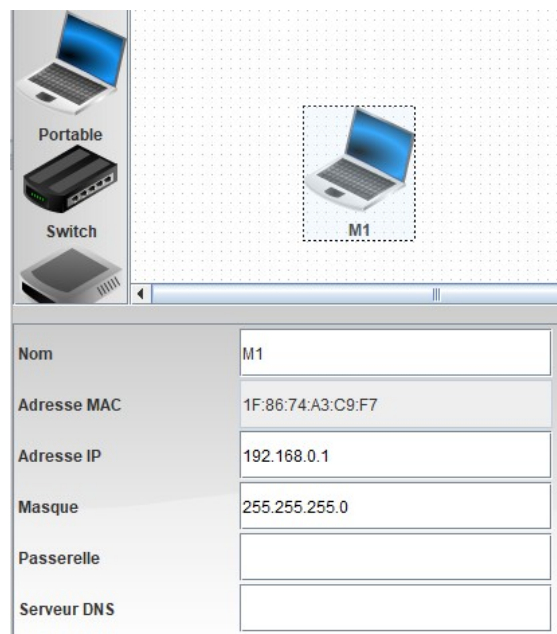 Portable
Switch
M1
Nom M1
Adresse MAC 1F:86:74:A3:C9:F7
Adresse IP 192.168.0.1
Masque 255.255.255.0
Passerelle
Serveur DNS